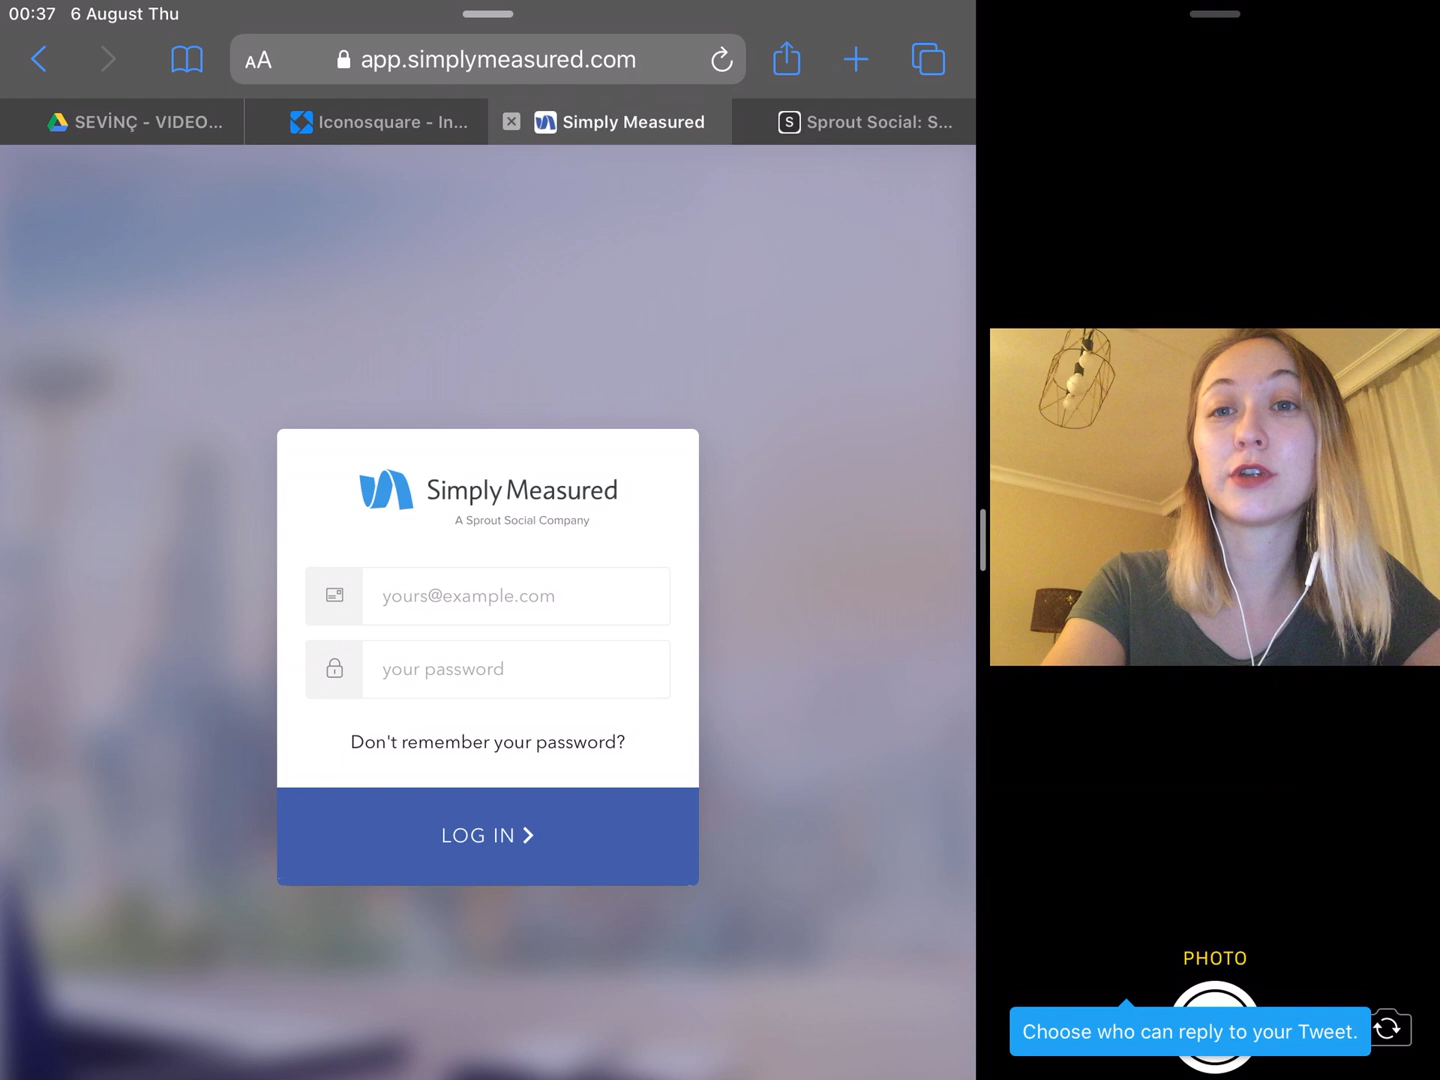 00:37 6 August Thu
AA app.simplymeasured.com
SEVİNÇ - VIDEO...
Iconosquare - In...
Simply Measured
S Sprout Social: S...
Simply Measured
A Sprout Social Company
yours@example.com
your password
Don't remember your password?
LOG IN
PHOTO
Choose who can reply to your Tweet.